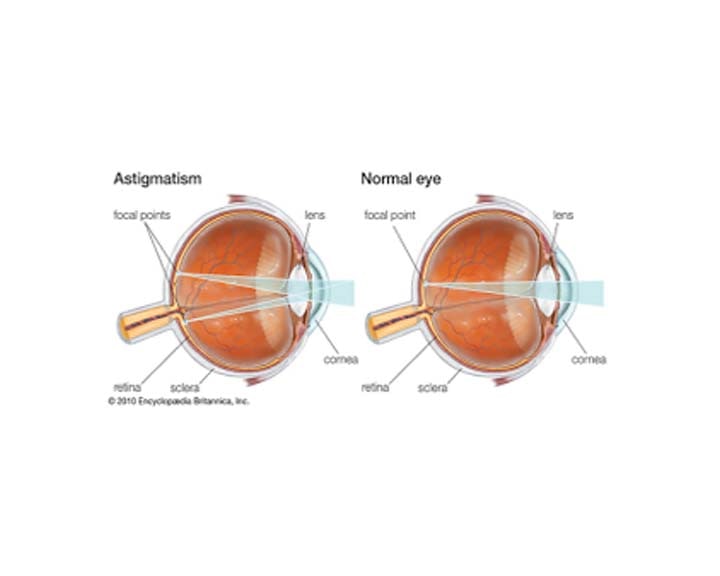 Astigmatism
Normal eye
focal points
lens
focal point
lens
cornea
cornea
retina
sclera
retina
sclera
© 2010 Encyclopædia Britannica, Inc.